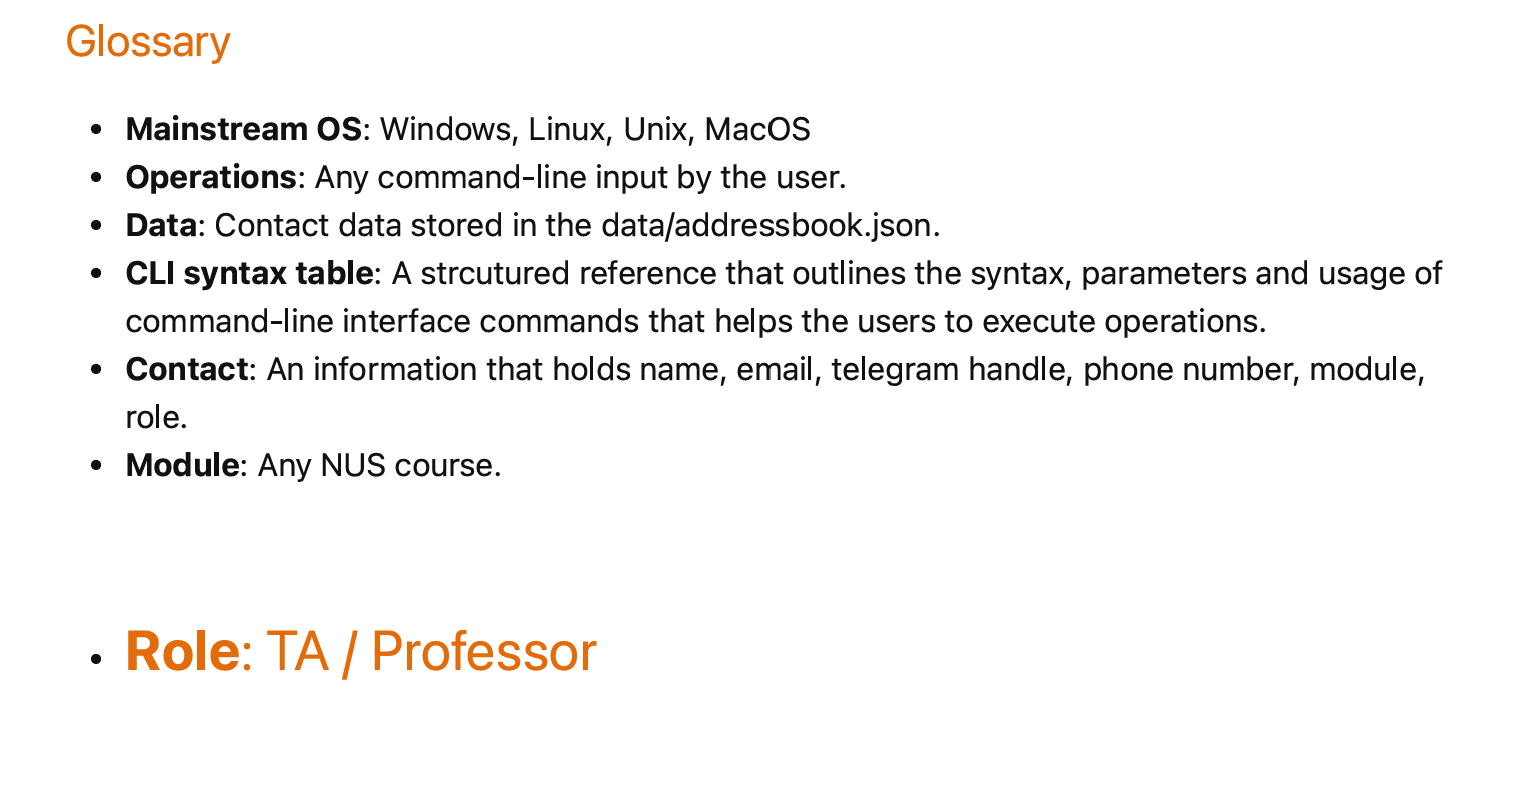 Glossary
• Mainstream OS: Windows, Linux, Unix, MacOS
• Operations: Any command-line input by the user.
• Data: Contact data stored in the data/addressbook.json.
• CLI syntax table: A strcutured reference that outlines the syntax, parameters and usage of
command-line interface commands that helps the users to execute operations.
• Contact: An information that holds name, email, telegram handle, phone number, module,
role.
• Module: Any NUS course.
• Role: TA / Professor